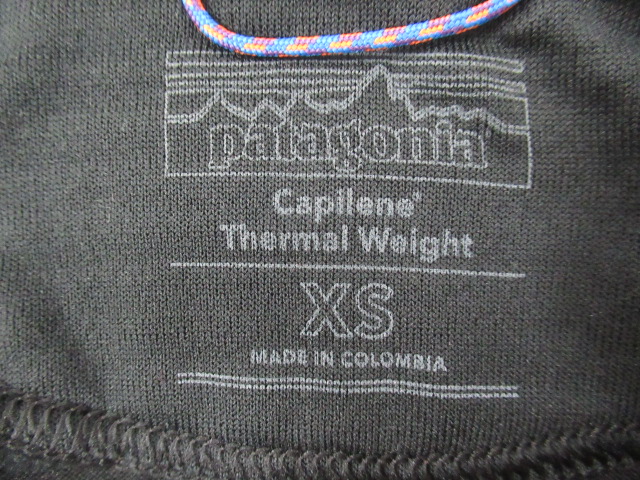 patagonia
Capilene®
Thermal Weight
XS
MADE IN COLOMBIA